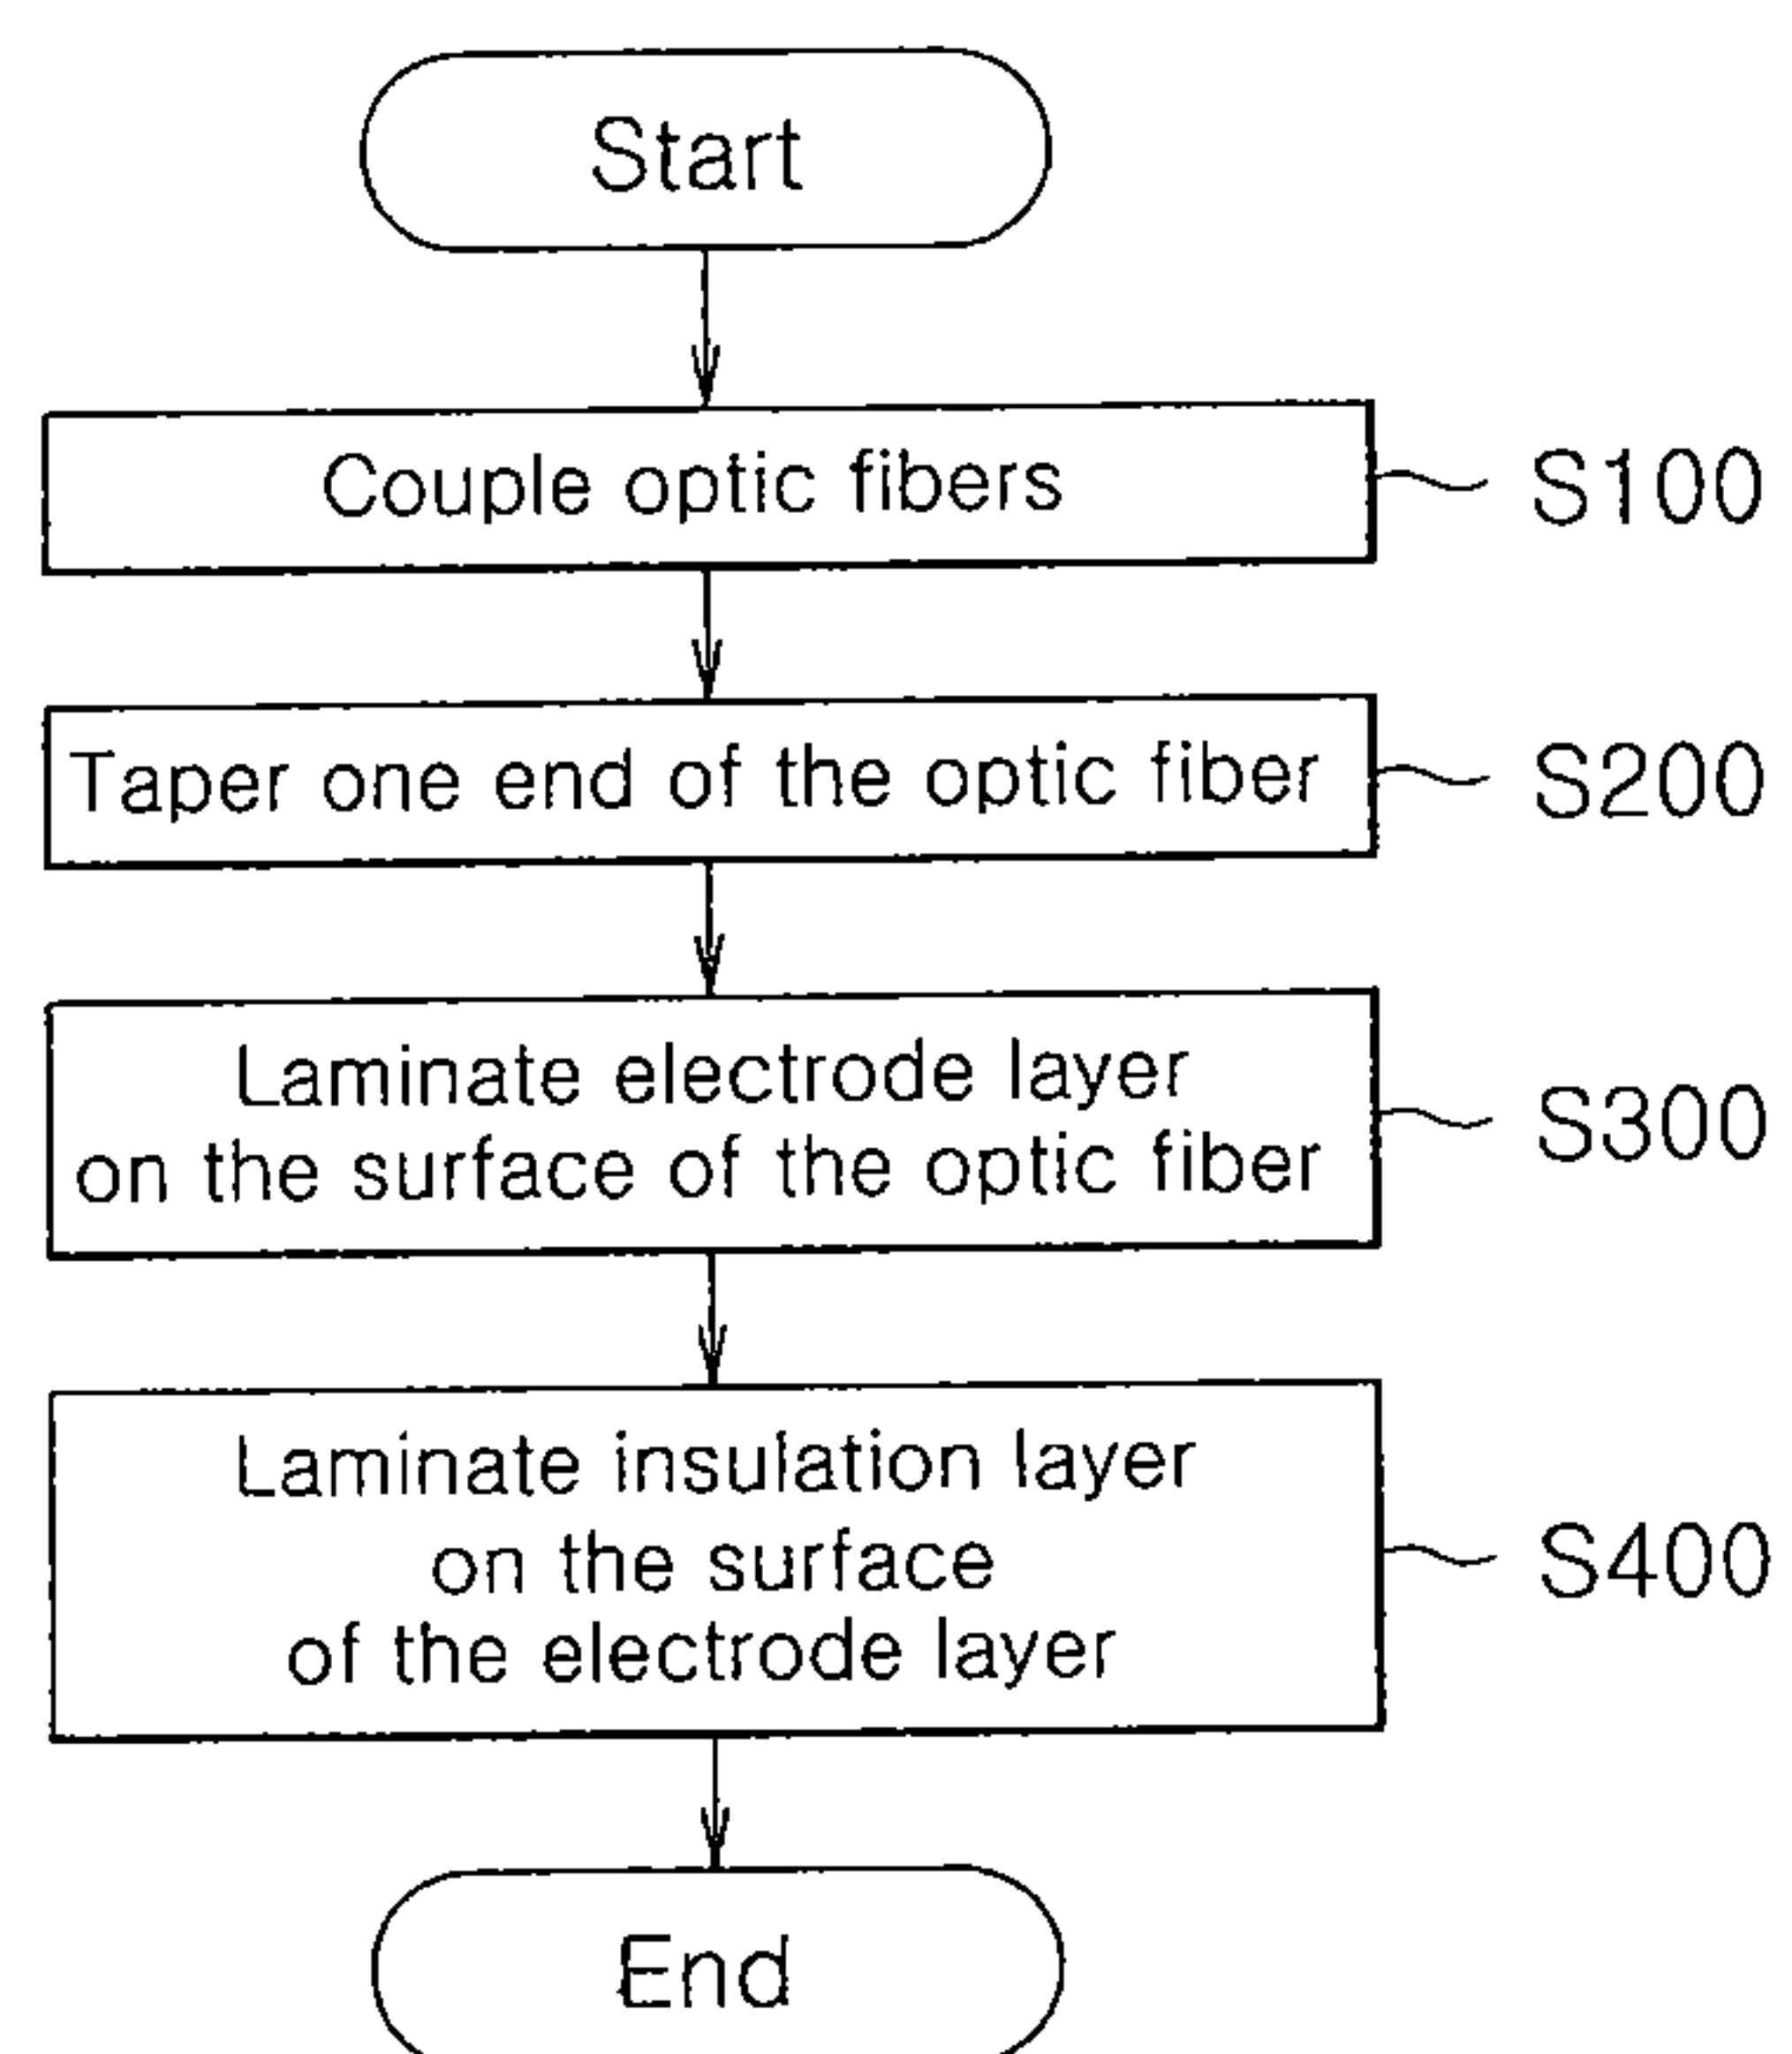 Start
Couple optic fibers
S100
Taper one end of the optic fiber
S200
Laminate electrode layer
on the surface of the optic fiber
S300
Laminate insulation layer
on the surface
of the electrode layer
S400
End